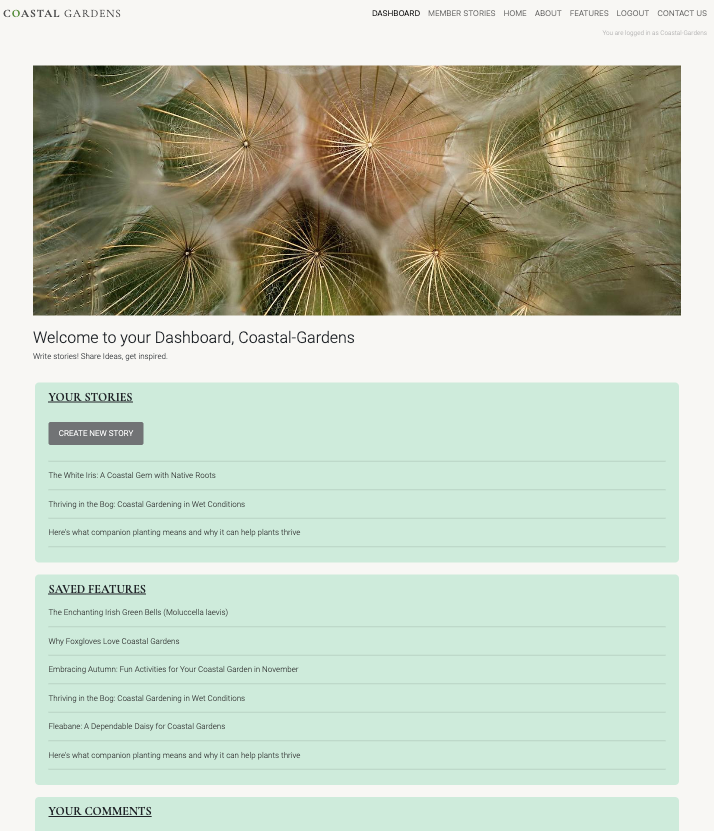 COASTAL GARDENS
DASHBOARD MEMBER STORIES HOME ABOUT FEATURES LOGOUT CONTACT US
You are logged in as Coastal-Gardens
Welcome to your Dashboard, Coastal-Gardens
Write stories! Share Ideas, get inspired.
YOUR STORIES
CREATE NEW STORY
The White Iris: A Coastal Gem with Native Roots
Thriving in the Bog: Coastal Gardening in Wet Conditions
Here's what companion planting means and why it can help plants thrive
SAVED FEATURES
The Enchanting Irish Green Bells (Moluccella laevis)
Why Foxgloves Love Coastal Gardens
Embracing Autumn: Fun Activities for Your Coastal Garden in November
Thriving in the Bog: Coastal Gardening in Wet Conditions
Fleabane: A Dependable Daisy for Coastal Gardens
Here's what companion planting means and why it can help plants thrive
YOUR COMMENTS